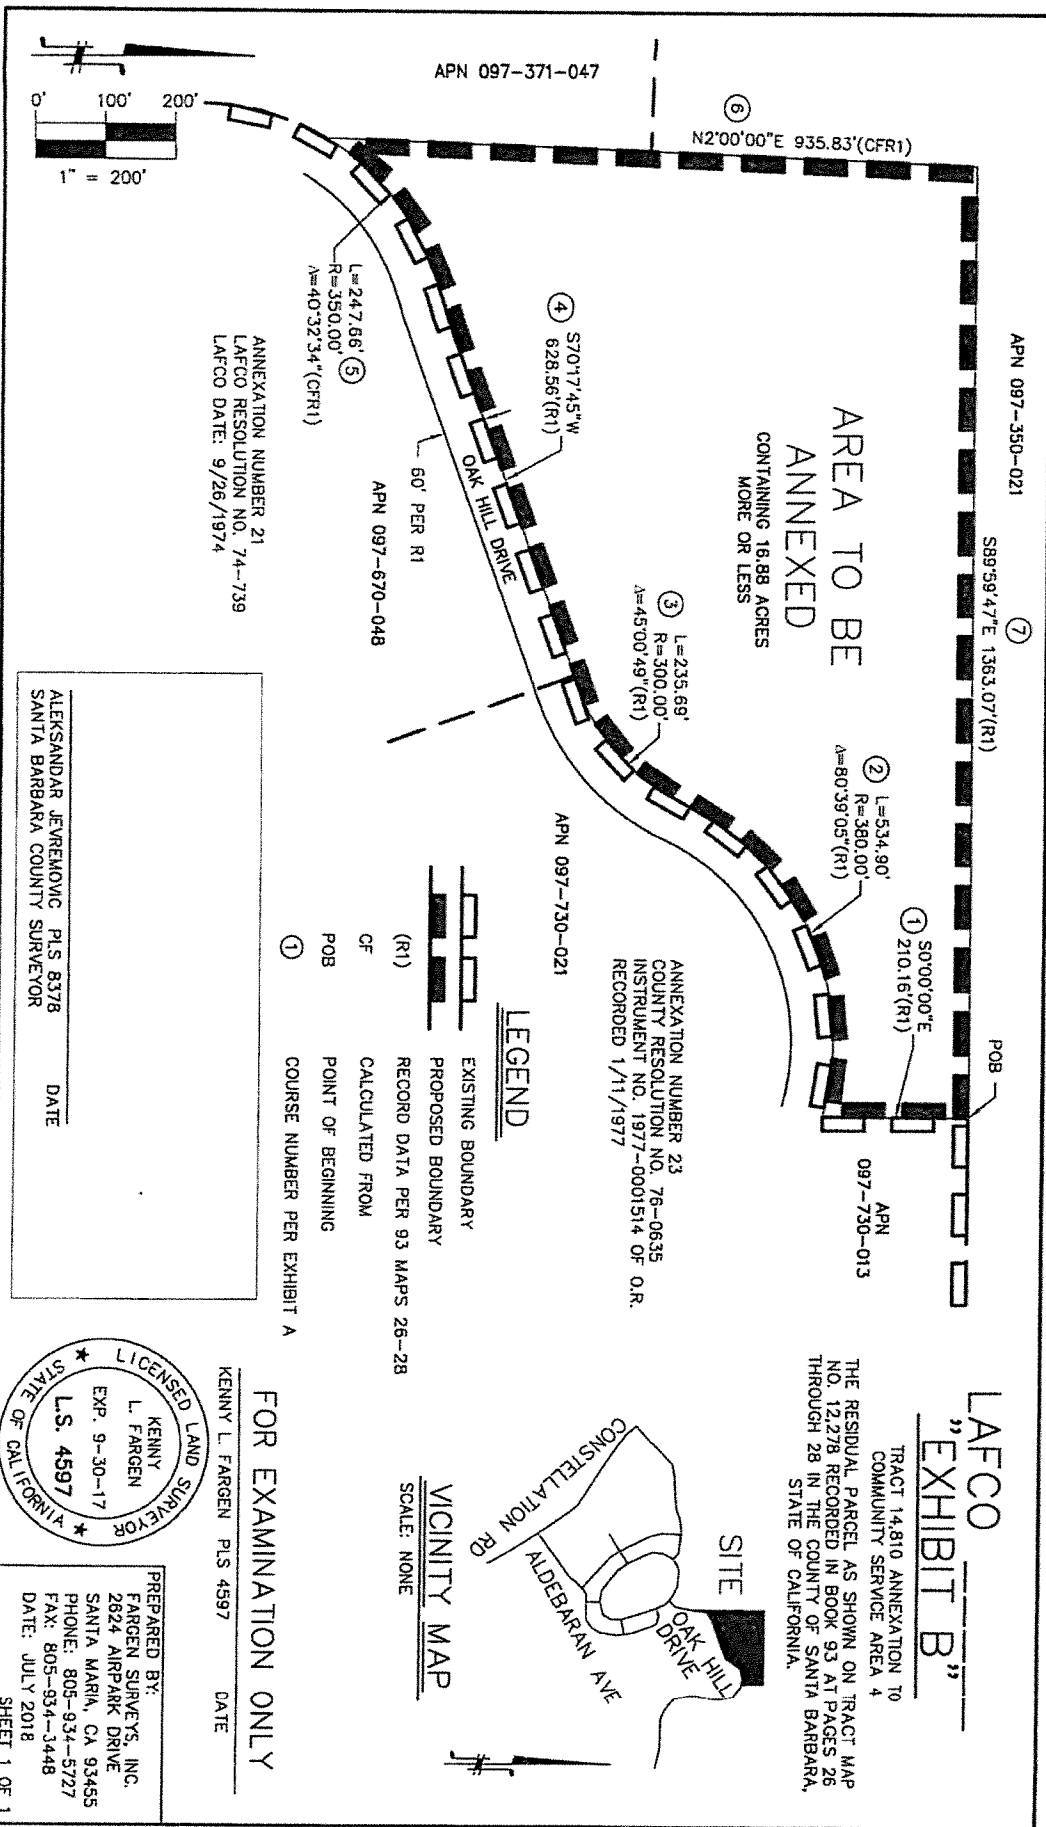 LAFCO
"EXHIBIT B"
TRACT 14,810 ANNEXATION TO
COMMUNITY SERVICE AREA 4
THE RESIDUAL PARCEL AS SHOWN ON TRACT MAP
NO. 12,278 RECORDED IN BOOK 93 AT PAGES 26
THROUGH 28 IN THE COUNTY OF SANTA BARBARA,
STATE OF CALIFORNIA.
APN 097-350-021
7
S89°59'47"E 1363.07'(R1)
POB
APN 097-371-047
6
N2°00'00"E 935.83'(CFR1)
AREA TO BE
ANNEXED
CONTAINING 16.88 ACRES
MORE OR LESS
1 S0°00'00"E
210.16'(R1)
2 L=534.90'
R=380.00'
Δ=80°39'05"(R1)
3 L=235.69'
R=300.00'
Δ=45°00'49"(R1)
4 S70°17'45"W
628.56'(R1)
L=247.66' 5
R=350.00'
Δ=40°32'34"(CFR1)
OAK HILL DRIVE
60' PER R1
APN
097-730-013
APN 097-730-021
APN 097-670-048
ANNEXATION NUMBER 23
COUNTY RESOLUTION NO. 76-0635
INSTRUMENT NO. 1977-000514 OF O.R.
RECORDED 1/11/1977
ANNEXATION NUMBER 21
LAFCO RESOLUTION NO. 74-739
LAFCO DATE: 9/26/1974
0' 100' 200'
1" = 200'
LEGEND
EXISTING BOUNDARY
PROPOSED BOUNDARY
(R1) RECORD DATA PER 93 MAPS 26-28
CF CALCULATED FROM
POB POINT OF BEGINNING
1 COURSE NUMBER PER EXHIBIT A
SITE
OAK HILL
DRIVE
CONSTELLATION RD
ALDEBARAN AVE
VICINITY MAP
SCALE: NONE
ALEKSANDAR JEVREMOVIC PLS 8378 DATE
SANTA BARBARA COUNTY SURVEYOR
FOR EXAMINATION ONLY
KENNY L. FARGEN PLS 4597 DATE
LICENSED LAND SURVEYOR
KENNY
L. FARGEN
EXP. 9-30-17
L.S. 4597
STATE OF CALIFORNIA
PREPARED BY:
FARGEN SURVEYS, INC.
2624 AIRPARK DRIVE
SANTA MARIA, CA 93455
PHONE: 805-934-5727
FAX: 805-934-3448
DATE: JULY 2018
SHEET 1 OF 1